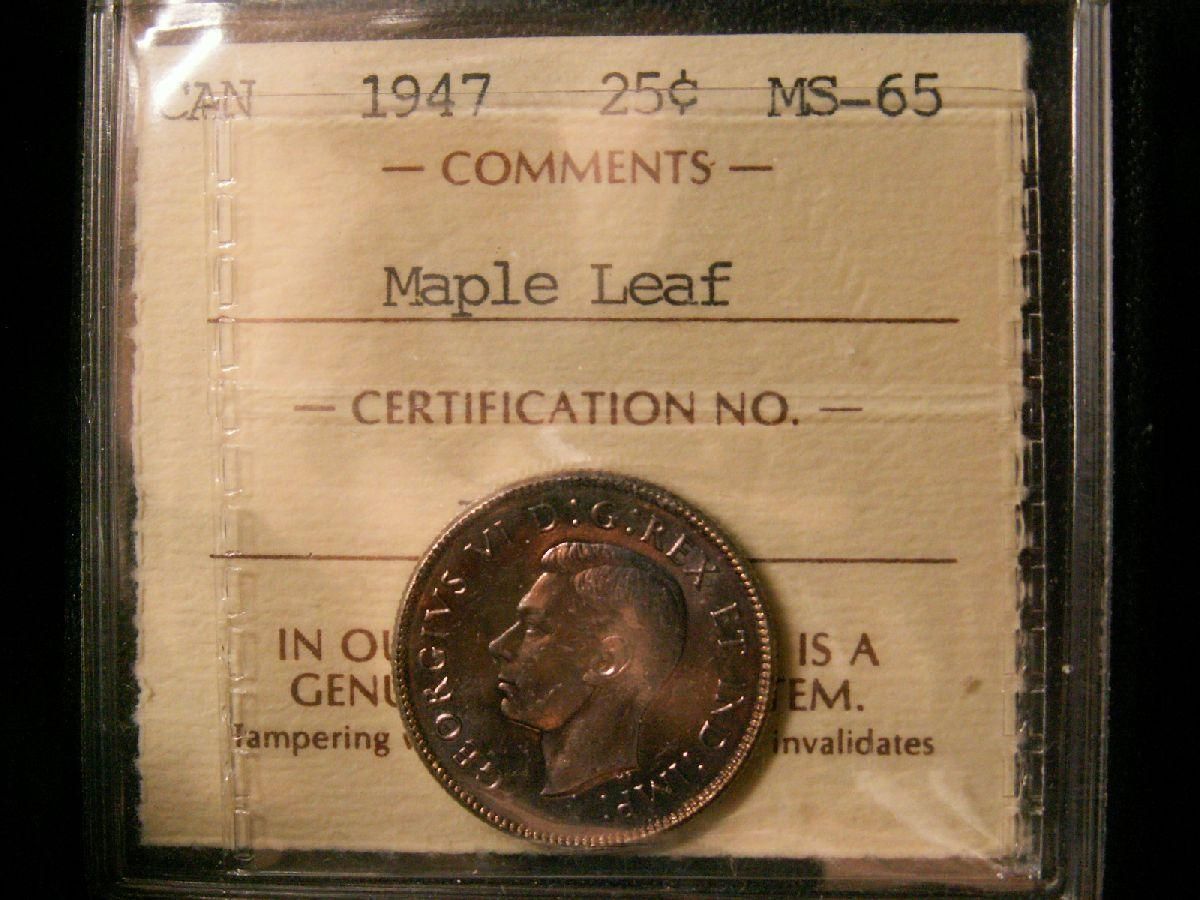 CAN 1947 25¢ MS-65
— COMMENTS —
Maple Leaf
— CERTIFICATION NO. —
GEORGIVS VI: D: G: REX ET IND: IMP:
IN OU IS A
GENU TEM.
Tampering invalidates